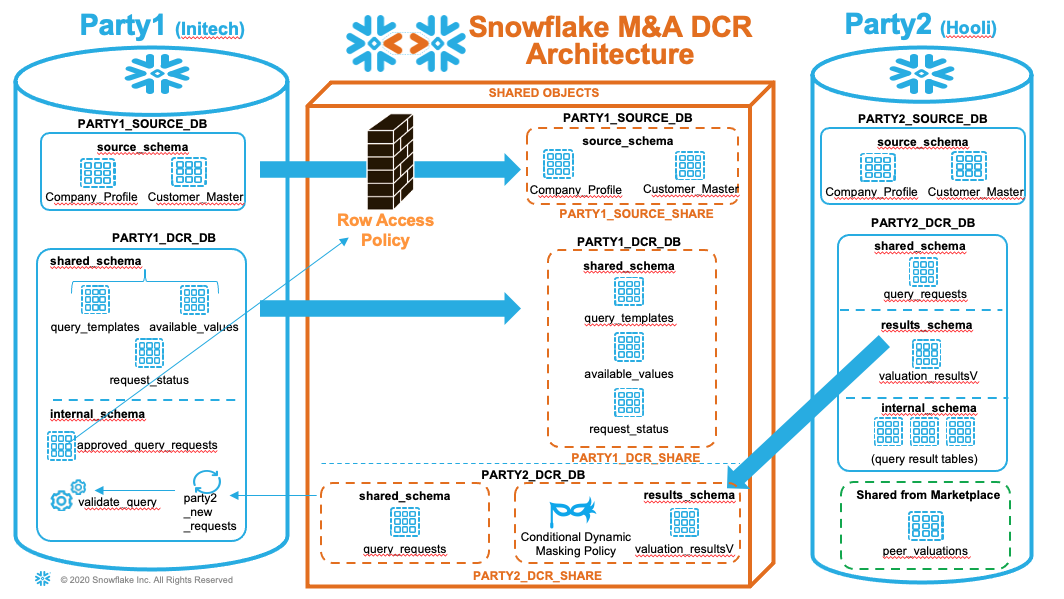 Party1 (Initech)
Snowflake M&A DCR
Architecture
Party2 (Hooli)
SHARED OBJECTS
PARTY1_SOURCE_DB
source_schema
Company_Profile
Customer_Master
PARTY1_DCR_DB
shared_schema
query_templates
available_values
request_status
internal_schema
approved_query_requests
validate_query
party2
_new
_requests
© 2020 Snowflake Inc. All Rights Reserved
Row Access
Policy
PARTY1_SOURCE_DB
source_schema
Company_Profile
Customer_Master
PARTY1_SOURCE_SHARE
PARTY1_DCR_DB
shared_schema
query_templates
available_values
request_status
PARTY1_DCR_SHARE
PARTY2_DCR_DB
shared_schema
query_requests
results_schema
Conditional Dynamic
Masking Policy
valuation_resultsV
PARTY2_DCR_SHARE
PARTY2_SOURCE_DB
source_schema
Company_Profile
Customer_Master
PARTY2_DCR_DB
shared_schema
query_requests
results_schema
valuation_resultsV
internal_schema
(query result tables)
Shared from Marketplace
peer_valuations